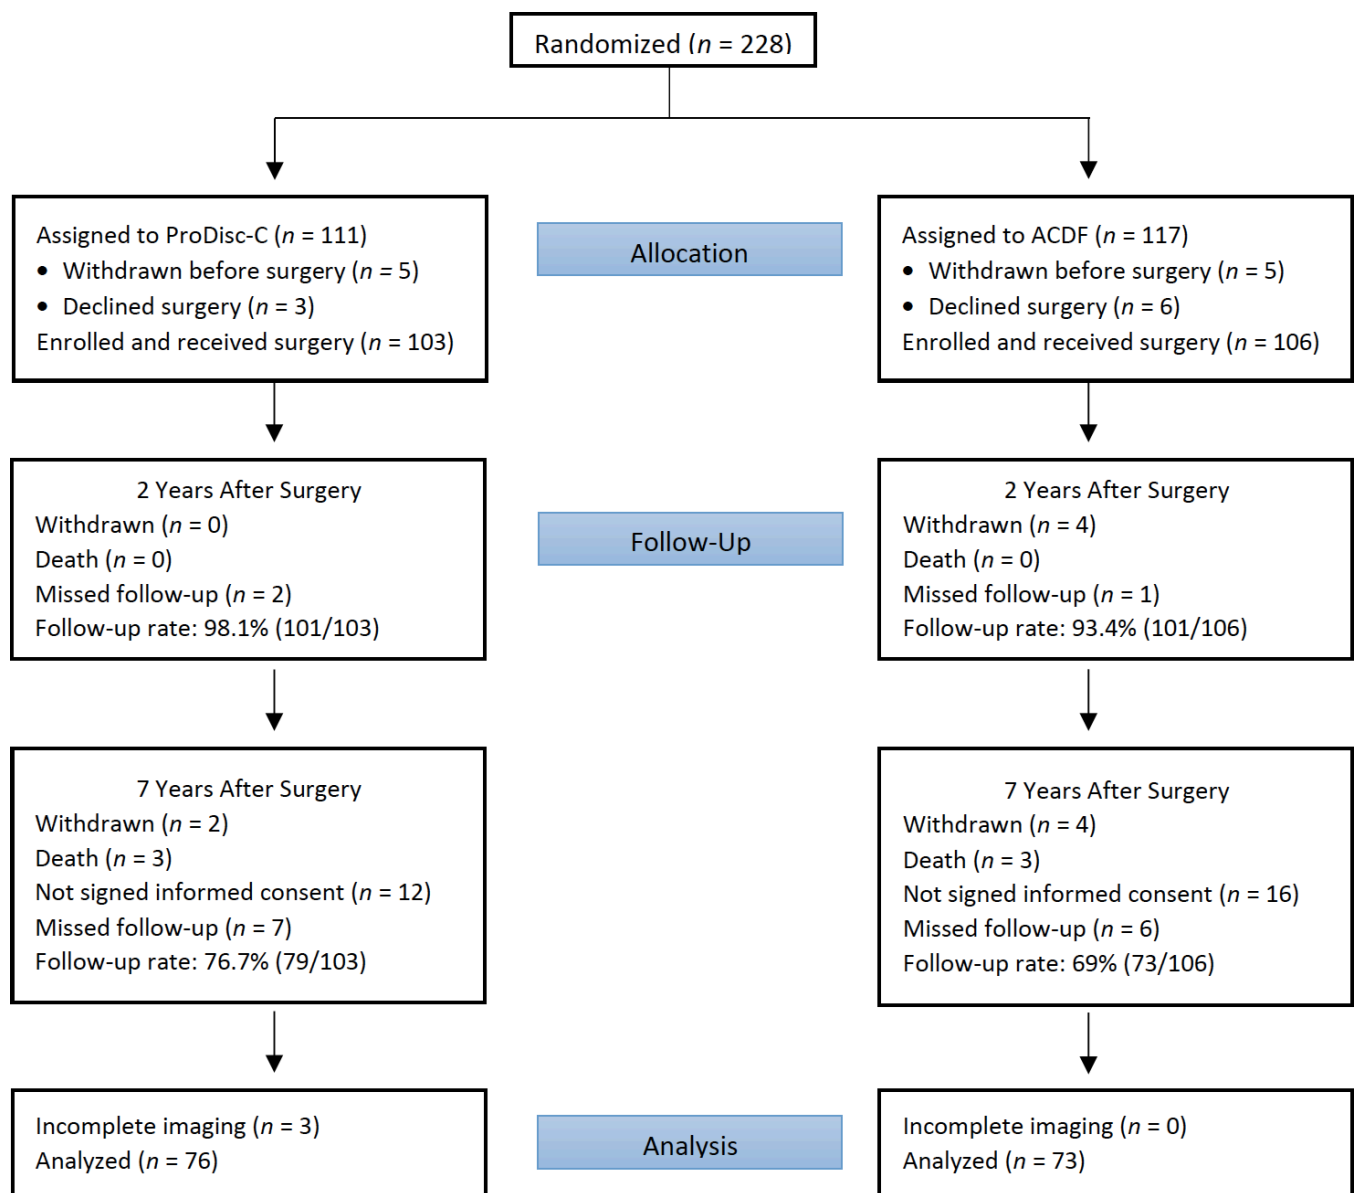 Randomized (n = 228)
Assigned to ProDisc-C (n = 111)
• Withdrawn before surgery (n = 5)
• Declined surgery (n = 3)
Enrolled and received surgery (n = 103)
Allocation
Assigned to ACDF (n = 117)
• Withdrawn before surgery (n = 5)
• Declined surgery (n = 6)
Enrolled and received surgery (n = 106)
2 Years After Surgery
Withdrawn (n = 0)
Death (n = 0)
Missed follow-up (n = 2)
Follow-up rate: 98.1% (101/103)
Follow-Up
2 Years After Surgery
Withdrawn (n = 4)
Death (n = 0)
Missed follow-up (n = 1)
Follow-up rate: 93.4% (101/106)
7 Years After Surgery
Withdrawn (n = 2)
Death (n = 3)
Not signed informed consent (n = 12)
Missed follow-up (n = 7)
Follow-up rate: 76.7% (79/103)
7 Years After Surgery
Withdrawn (n = 4)
Death (n = 3)
Not signed informed consent (n = 16)
Missed follow-up (n = 6)
Follow-up rate: 69% (73/106)
Incomplete imaging (n = 3)
Analyzed (n = 76)
Analysis
Incomplete imaging (n = 0)
Analyzed (n = 73)